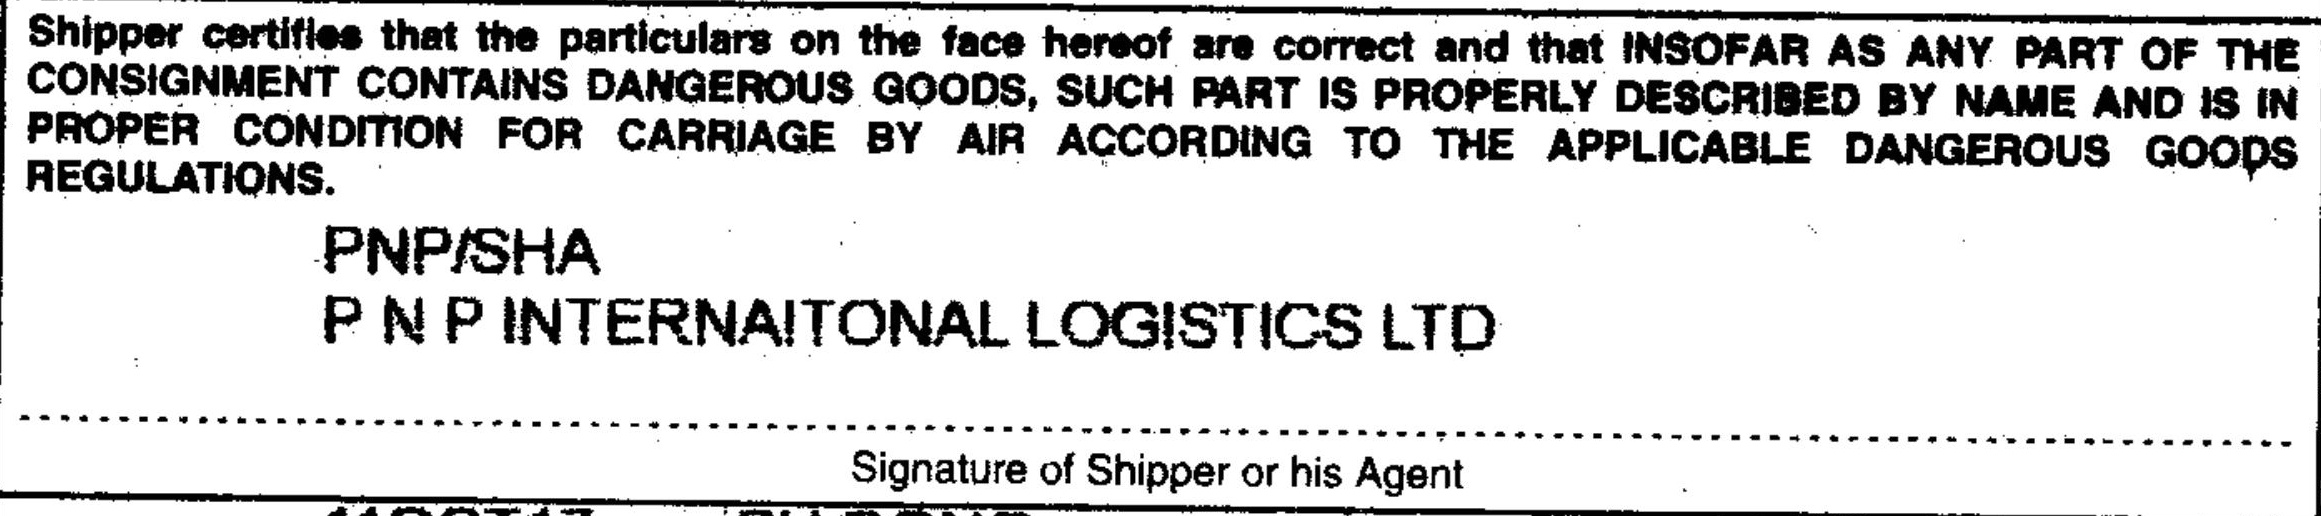 Shipper certifies that the particulars on the face hereof are correct and that INSOFAR AS ANY PART OF THE
CONSIGNMENT CONTAINS DANGEROUS GOODS, SUCH PART IS PROPERLY DESCRIBED BY NAME AND IS IN
PROPER CONDITION FOR CARRIAGE BY AIR ACCORDING TO THE APPLICABLE DANGEROUS GOODS
REGULATIONS.
PNP/SHA
P N P INTERNAITONAL LOGISTICS LTD
Signature of Shipper or his Agent